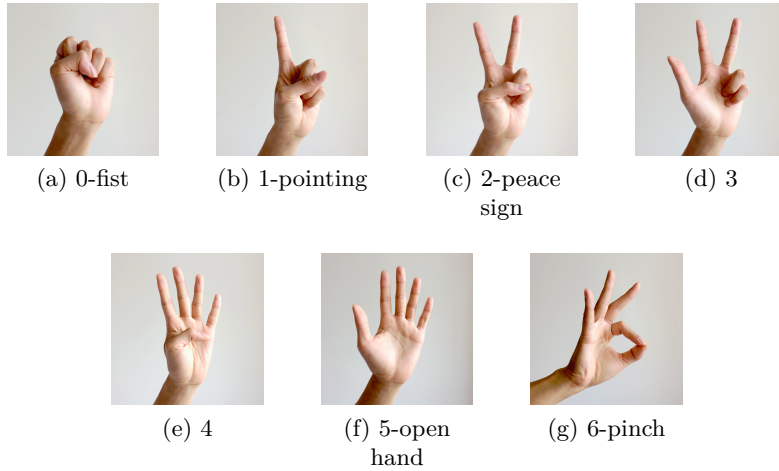 (a) 0-fist
(b) 1-pointing
(c) 2-peace
sign
(d) 3
(e) 4
(f) 5-open
hand
(g) 6-pinch